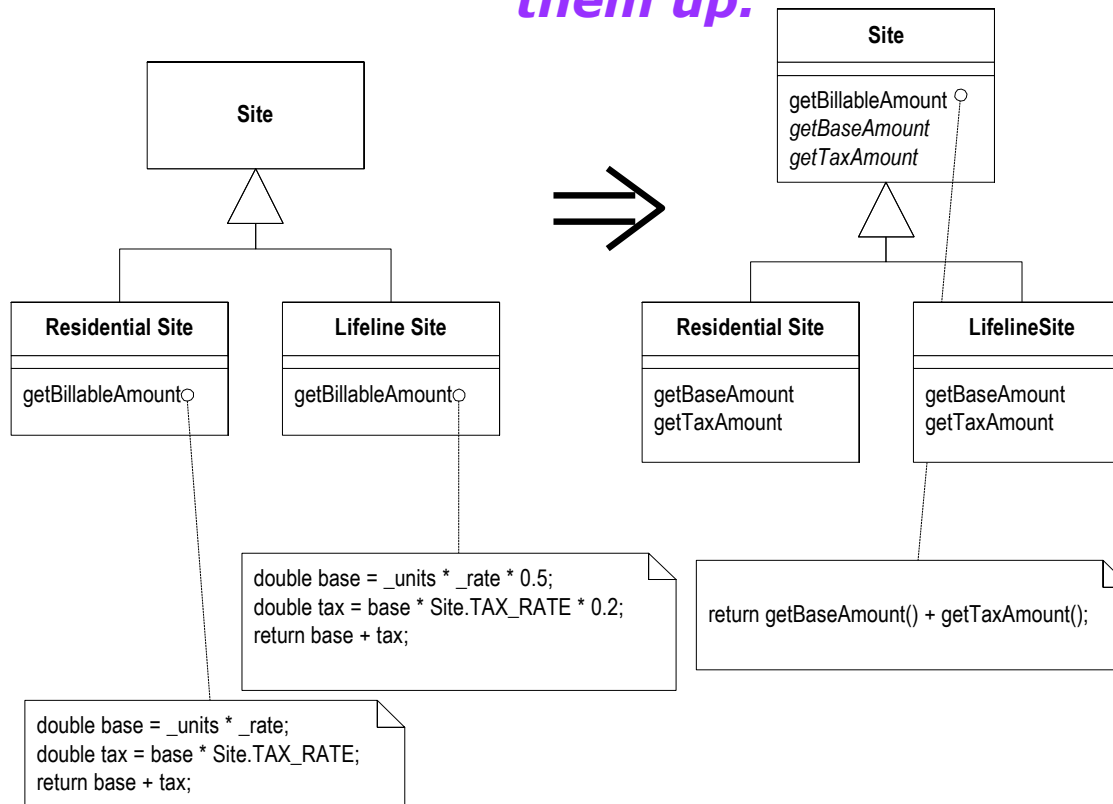 them up.
Site
Residential Site
getBillableAmount
Lifeline Site
getBillableAmount
double base = _units * _rate * 0.5;
double tax = base * Site.TAX_RATE * 0.2;
return base + tax;
double base = _units * _rate;
double tax = base * Site.TAX_RATE;
return base + tax;
Site
getBillableAmount
getBaseAmount
getTaxAmount
Residential Site
getBaseAmount
getTaxAmount
LifelineSite
getBaseAmount
getTaxAmount
return getBaseAmount() + getTaxAmount();